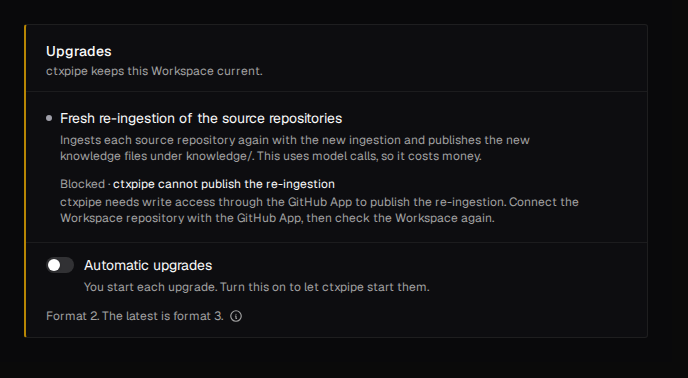 Upgrades
ctxpipe keeps this Workspace current.
Fresh re-ingestion of the source repositories
Ingests each source repository again with the new ingestion and publishes the new
knowledge files under knowledge/. This uses model calls, so it costs money.
Blocked · ctxpipe cannot publish the re-ingestion
ctxpipe needs write access through the GitHub App to publish the re-ingestion. Connect the
Workspace repository with the GitHub App, then check the Workspace again.
Automatic upgrades
You start each upgrade. Turn this on to let ctxpipe start them.
Format 2. The latest is format 3.